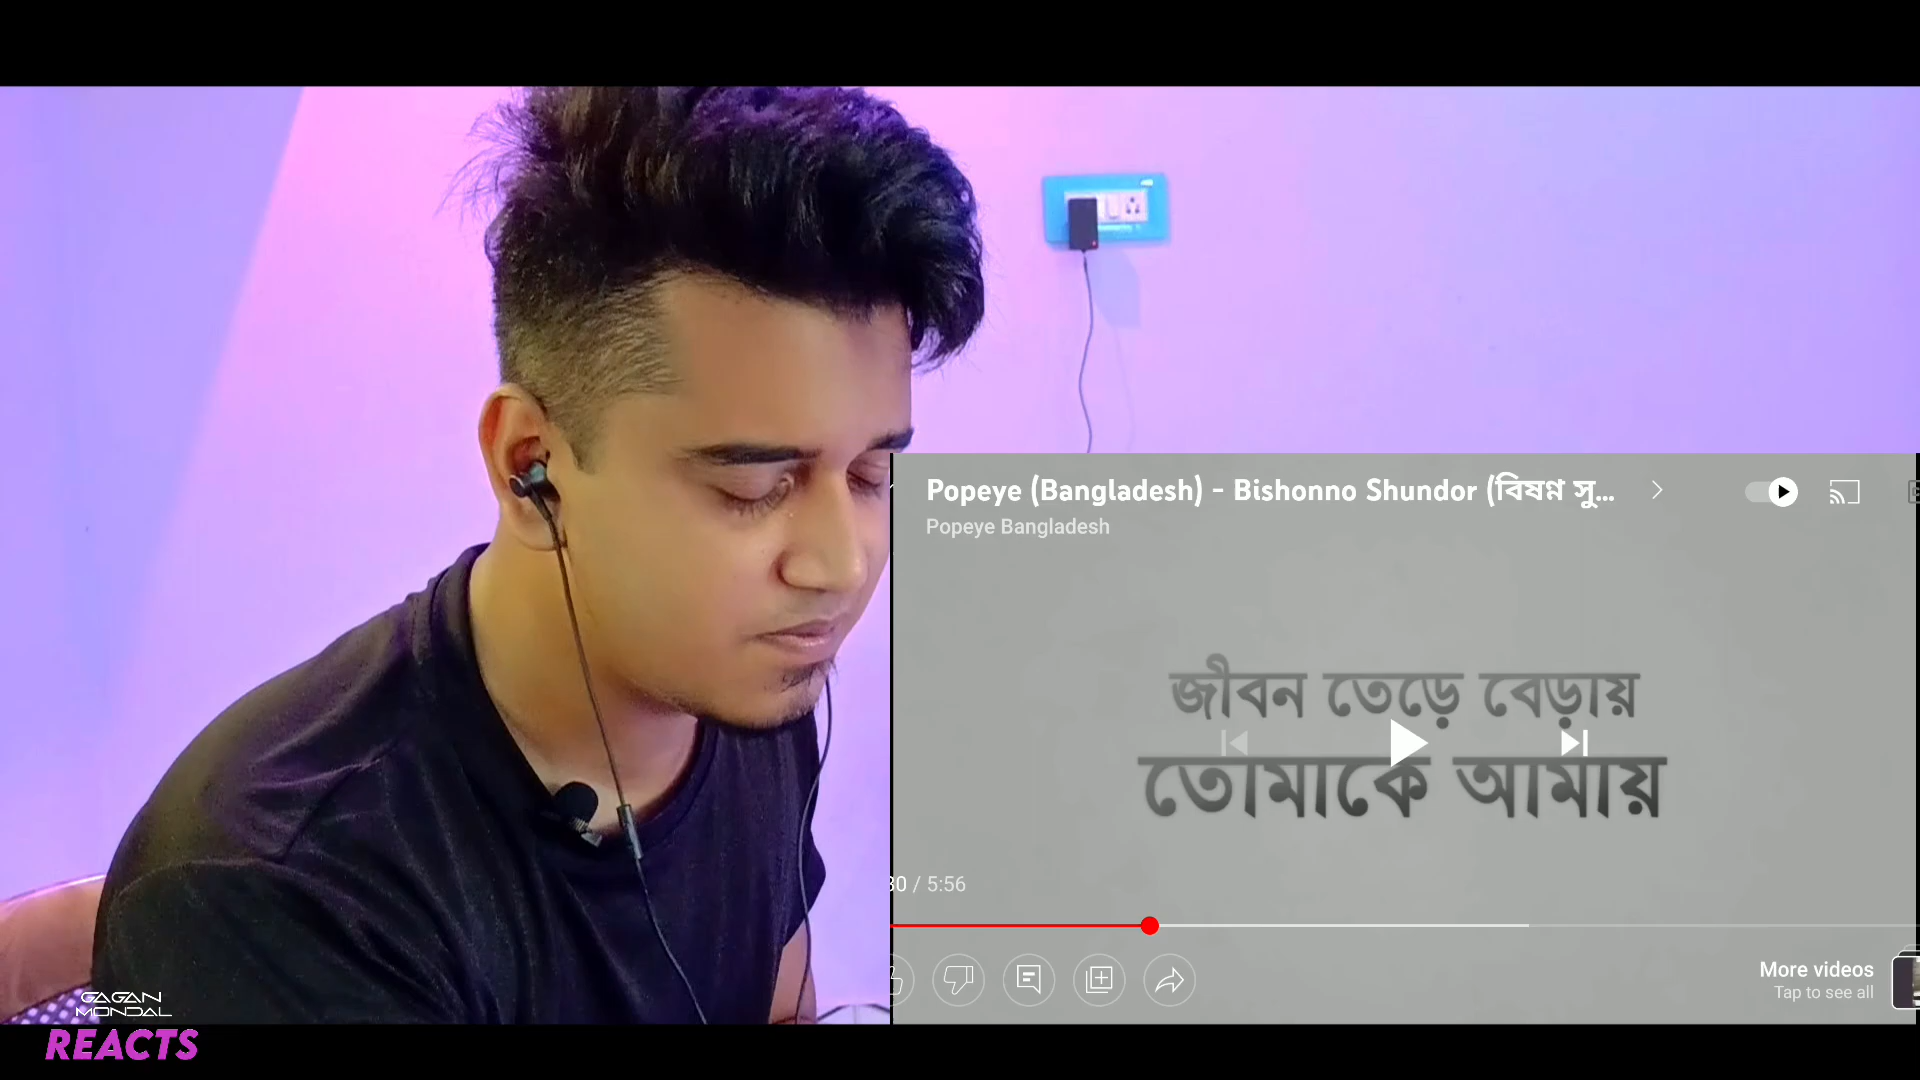 Popeye (Bangladesh) - Bishonno Shundor (বিষণ্ণ সু...
Popeye Bangladesh
জীবন তেড়ে বেড়ায়
তোমাকে আমায়
30 / 5:56
More videos
Tap to see all
GAGAN
MONDAL
REACTS